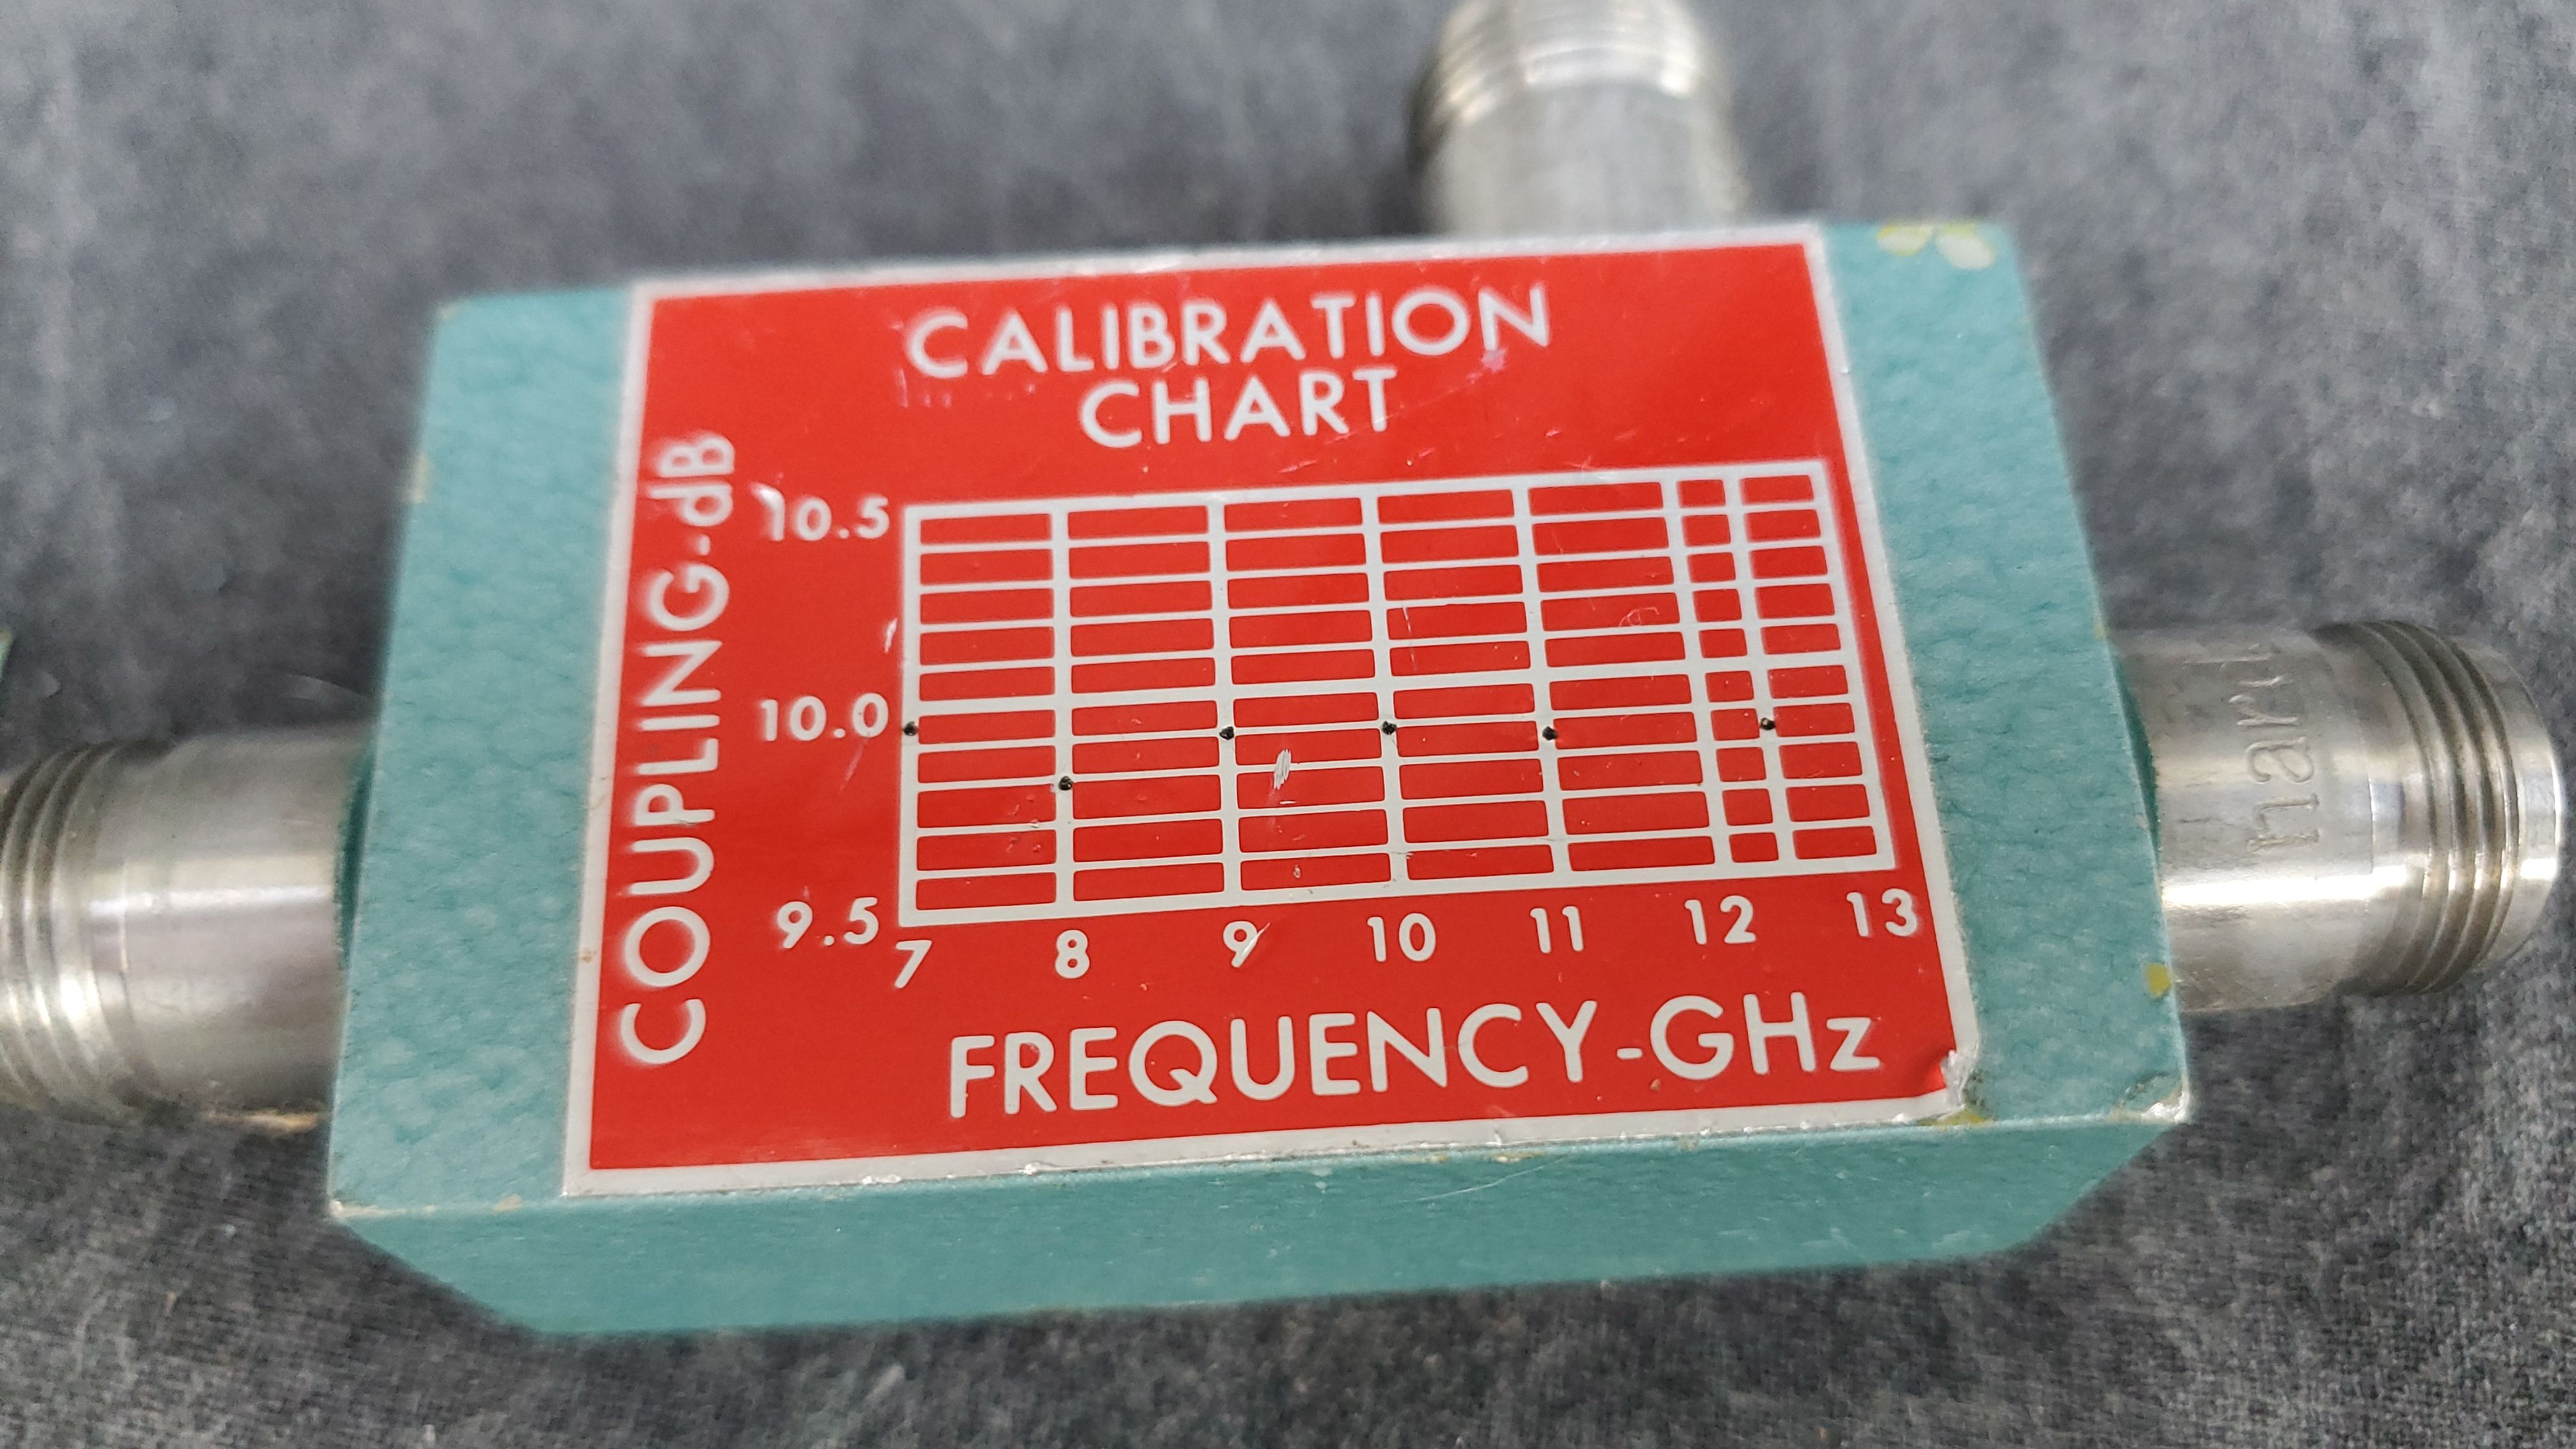 CALIBRATION
CHART
COUPLING-dB
10.5
10.0
9.5
7 8 9 10 11 12 13
FREQUENCY-GHz